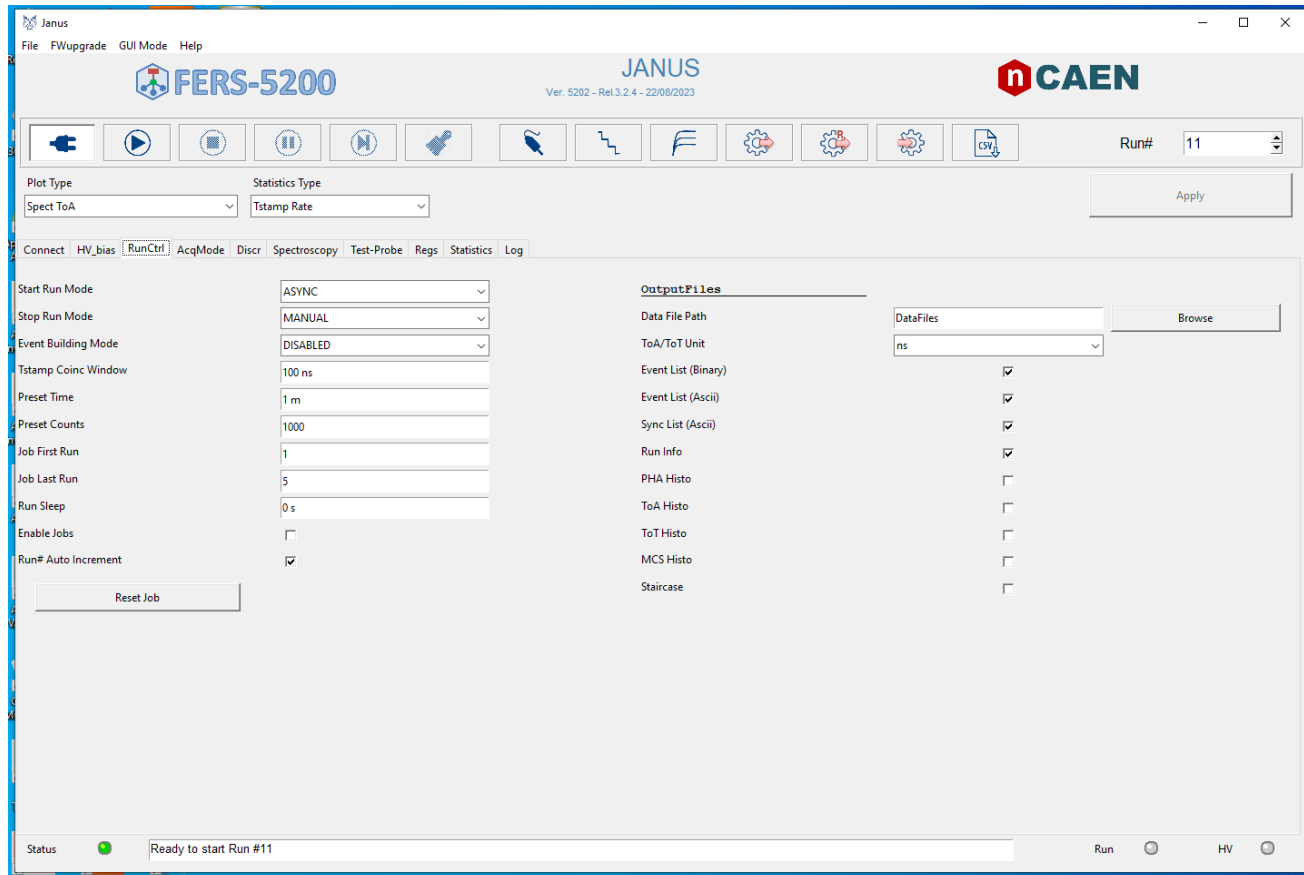 Janus
File FWupgrade GUI Mode Help
FERS-5200
JANUS
Ver. 5202 - Rel.3.2.4 - 22/08/2023
n CAEN
R
CSV
Run# 11
Plot Type Statistics Type
Spect ToA Tstamp Rate
Apply
Connect HV_bias RunCtrl AcqMode Discr Spectroscopy Test-Probe Regs Statistics Log
Start Run Mode ASYNC
Stop Run Mode MANUAL
Event Building Mode DISABLED
Tstamp Coinc Window 100 ns
Preset Time 1 m
Preset Counts 1000
Job First Run 1
Job Last Run 5
Run Sleep 0 s
Enable Jobs
Run# Auto Increment
Reset Job
OutputFiles
Data File Path DataFiles Browse
ToA/ToT Unit ns
Event List (Binary)
Event List (Ascii)
Sync List (Ascii)
Run Info
PHA Histo
ToA Histo
ToT Histo
MCS Histo
Staircase
Status Ready to start Run #11 Run HV